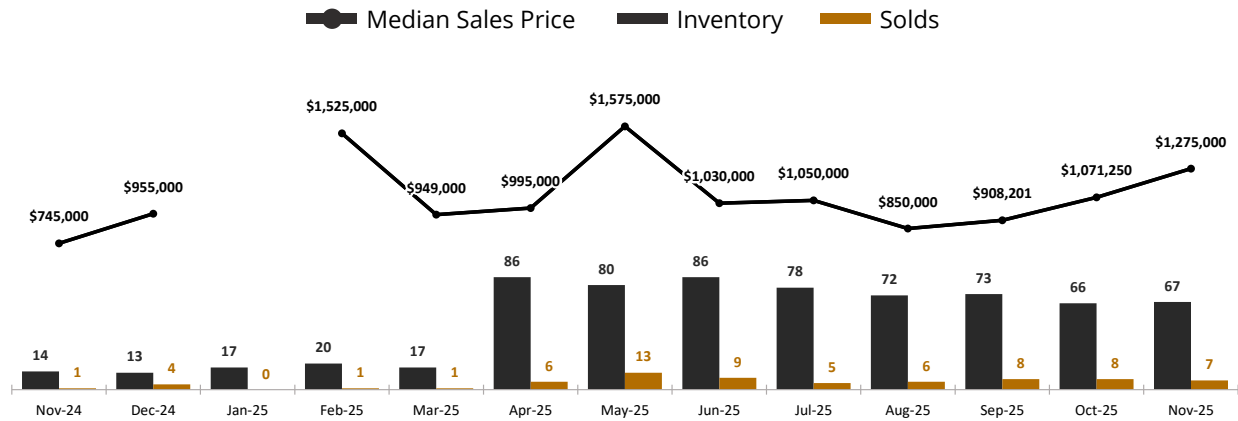 Median Sales Price Inventory Solds
$1,575,000
$1,525,000
$1,275,000
$1,071,250
$955,000
$949,000
$995,000
$1,030,000
$1,050,000
$908,201
$850,000
$745,000
86 80 86 78 72 73 66 67
14 13 17 20 17
1 4 0 1 1 6 13 9 5 6 8 8 7
Nov-24 Dec-24 Jan-25 Feb-25 Mar-25 Apr-25 May-25 Jun-25 Jul-25 Aug-25 Sep-25 Oct-25 Nov-25